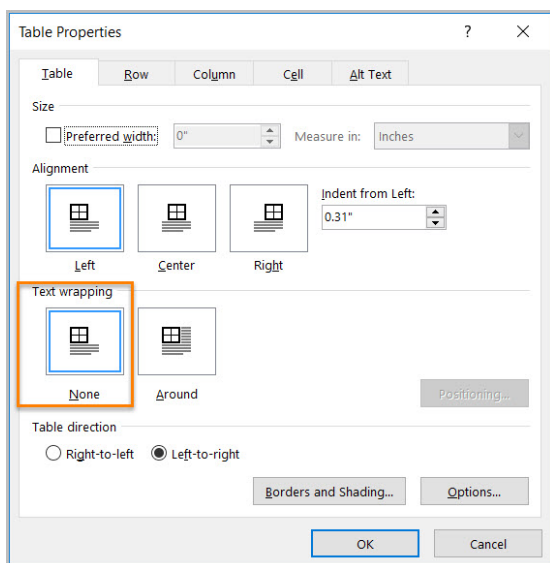 Table Properties ? ×
Table Row Column Cell Alt Text
Size
Preferred width: 0" Measure in: Inches
Alignment
Indent from Left:
0.31"
Left Center Right
Text wrapping
None Around Positioning...
Table direction
Right-to-left Left-to-right
Borders and Shading... Options...
OK Cancel